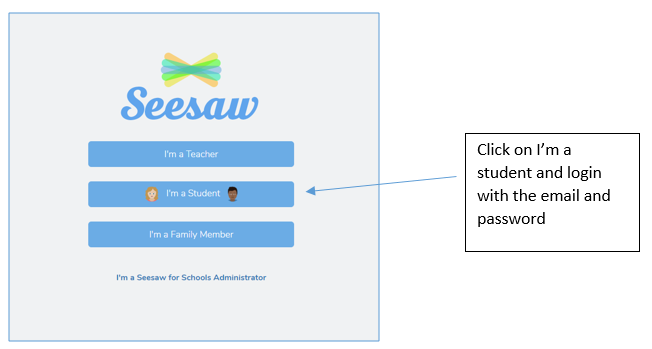 Seesaw
I'm a Teacher
I'm a Student
I'm a Family Member
I'm a Seesaw for Schools Administrator
Click on I’m a
student and login
with the email and
password